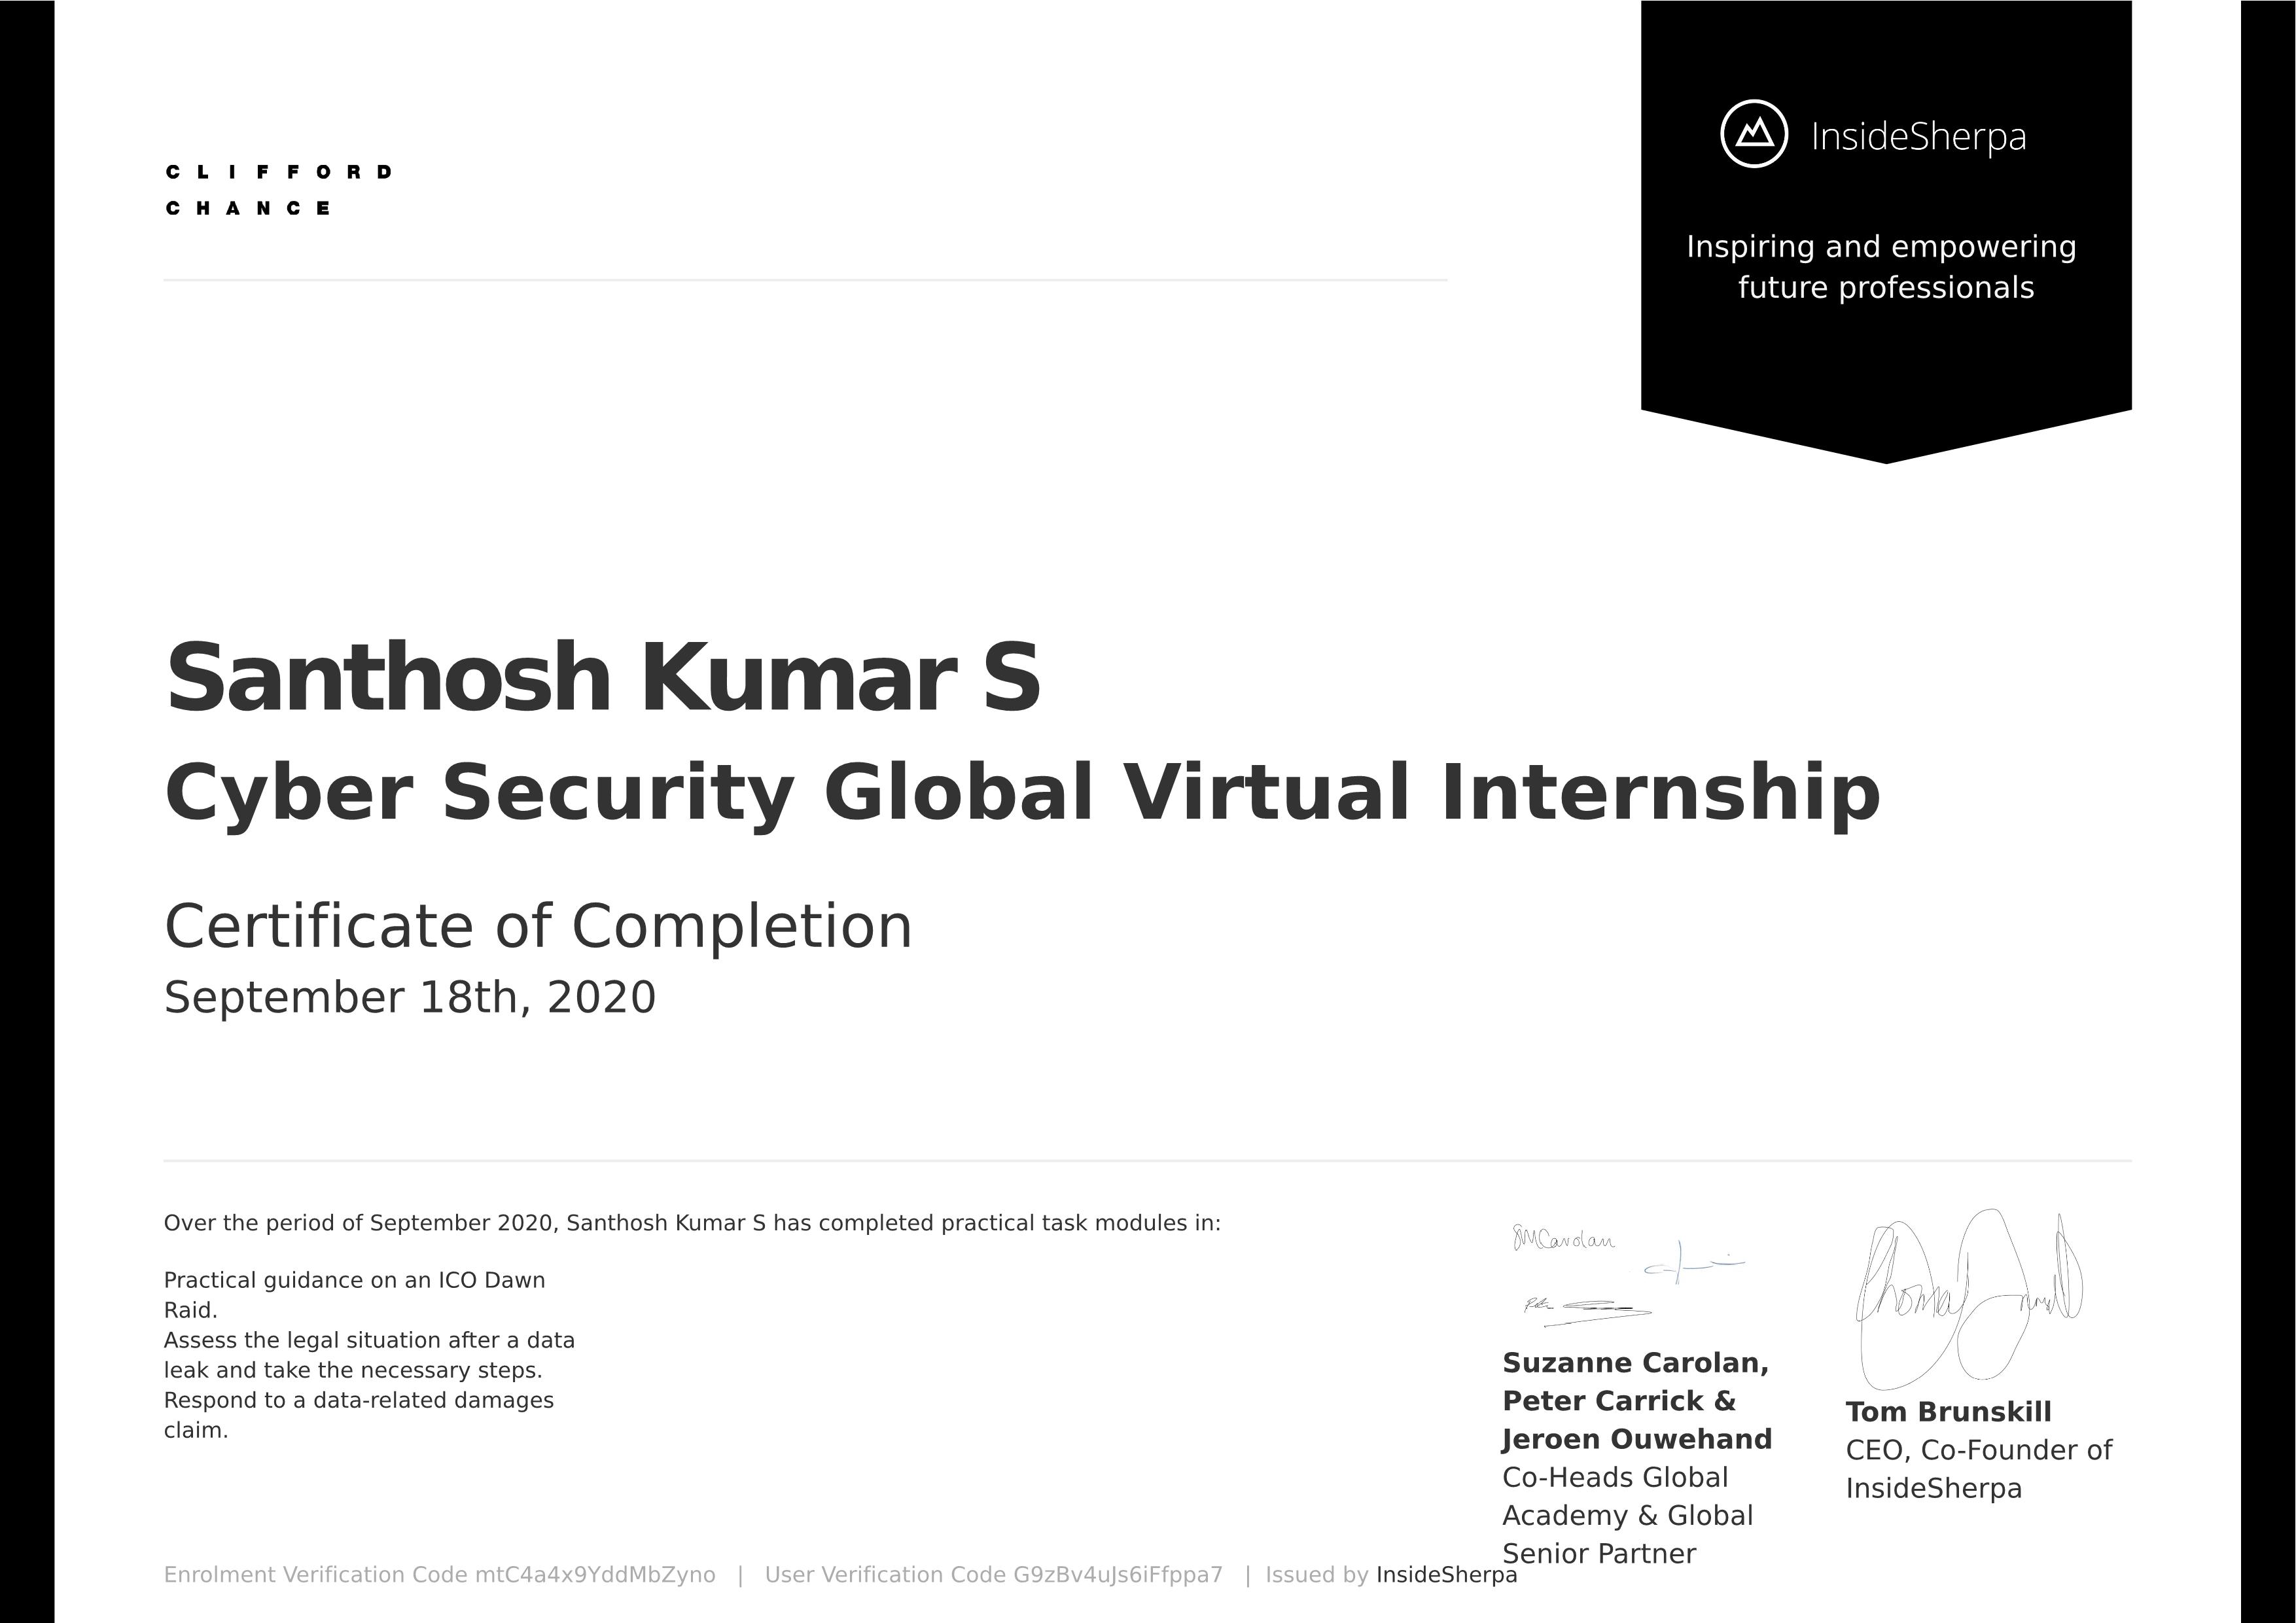 CLIFFORD
CHANCE
InsideSherpa
Inspiring and empowering
future professionals
Santhosh Kumar S
Cyber Security Global Virtual Internship
Certificate of Completion
September 18th, 2020
Over the period of September 2020, Santhosh Kumar S has completed practical task modules in:
Practical guidance on an ICO Dawn
Raid.
Assess the legal situation after a data
leak and take the necessary steps.
Respond to a data-related damages
claim.
SMCarolan
Suzanne Carolan,
Peter Carrick &
Jeroen Ouwehand
Co-Heads Global
Academy & Global
Senior Partner
Tom Brunskill
CEO, Co-Founder of
InsideSherpa
Enrolment Verification Code mtC4a4x9YddMbZyno | User Verification Code G9zBv4uJs6iFfppa7 | Issued by InsideSherpa